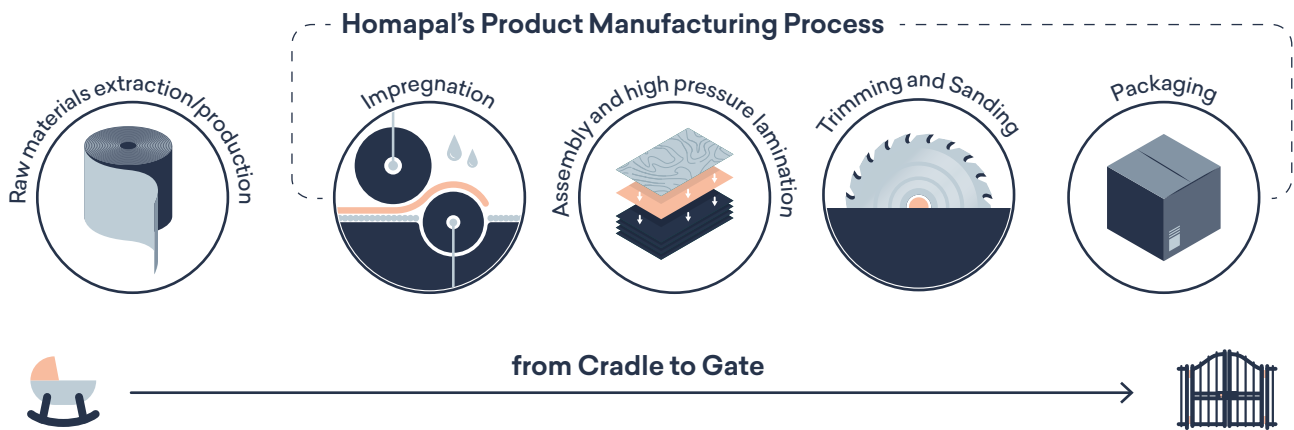 Homapal’s Product Manufacturing Process
Raw materials extraction/production
Impregnation
Assembly and high pressure lamination
Trimming and Sanding
Packaging
from Cradle to Gate